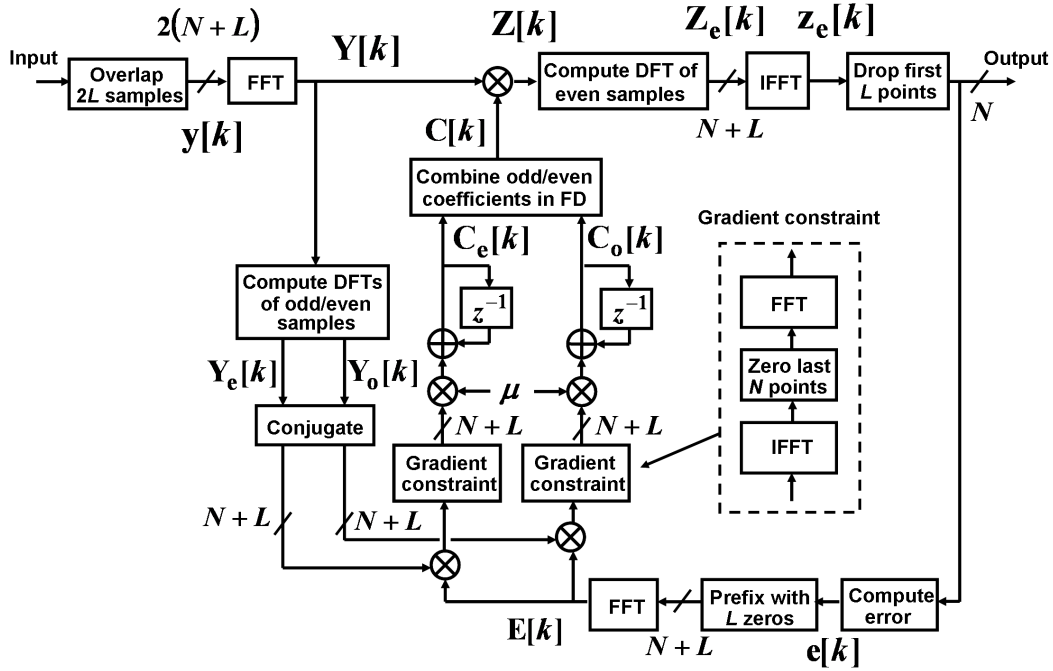 Input
Overlap
2L samples
2(N+L)
y[k]
FFT
Y[k]
Z[k]
C[k]
Compute DFT of
even samples
Z_e[k]
N+L
IFFT
z_e[k]
Drop first
L points
Output
N
Combine odd/even
coefficients in FD
C_e[k]
C_o[k]
z^{-1}
z^{-1}
Compute DFTs
of odd/even
samples
Y_e[k]
Y_o[k]
Conjugate
μ
N+L
N+L
Gradient
constraint
Gradient
constraint
N+L
N+L
Gradient constraint
FFT
Zero last
N points
IFFT
E[k]
FFT
N+L
Prefix with
L zeros
e[k]
Compute
error